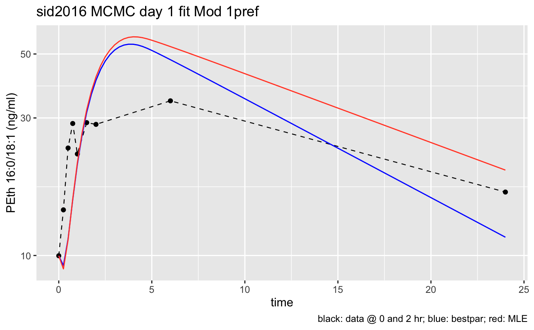 sid2016 MCMC day 1 fit Mod 1pref
PEth 16:0/18:1 (ng/ml)
50
30
10
0
5
10
15
20
25
time
black: data @ 0 and 2 hr; blue: bestpar; red: MLE